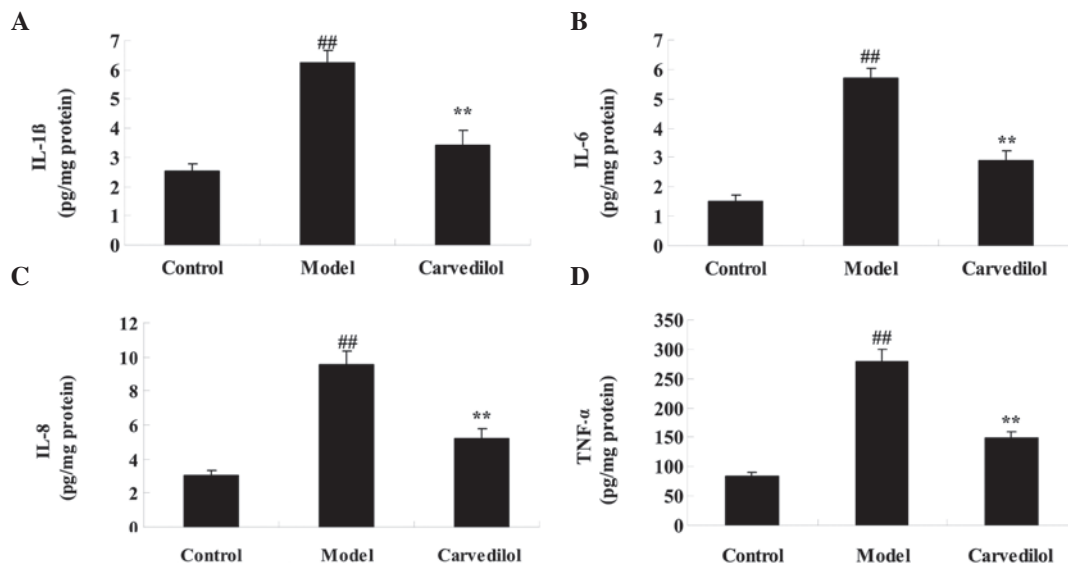 A
IL-1ß
(pg/mg protein)
7
6
5
4
3
2
1
0
##
**
Control Model Carvedilol
B
IL-6
(pg/mg protein)
7
6
5
4
3
2
1
0
##
**
Control Model Carvedilol
C
IL-8
(pg/mg protein)
12
10
8
6
4
2
0
##
**
Control Model Carvedilol
D
TNF-α
(pg/mg protein)
350
300
250
200
150
100
50
0
##
**
Control Model Carvedilol